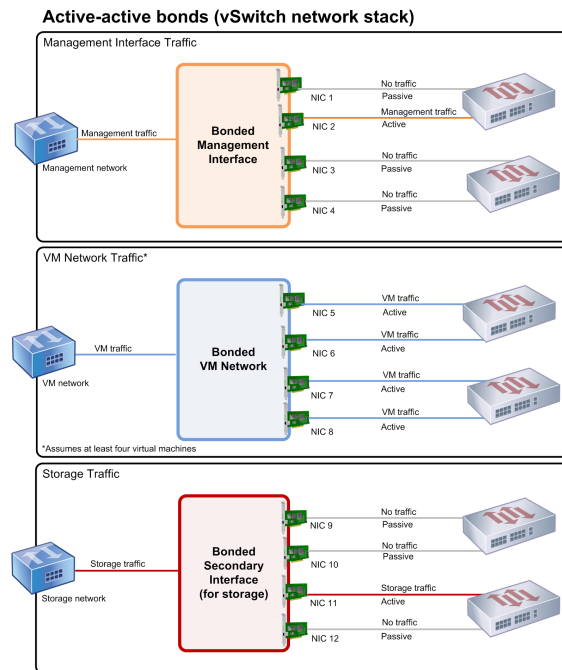 Active-active bonds (vSwitch network stack)
Management Interface Traffic
No traffic
NIC 1
Passive
Management traffic
Management traffic
NIC 2
Active
Bonded
Management
Interface
Management network
No traffic
NIC 3
Passive
No traffic
NIC 4
Passive
VM Network Traffic*
VM traffic
NIC 5
Active
VM traffic
VM traffic
NIC 6
Active
Bonded
VM Network
VM network
VM traffic
NIC 7
Active
VM traffic
NIC 8
Active
*Assumes at least four virtual machines
Storage Traffic
No traffic
NIC 9
Passive
No traffic
NIC 10
Passive
Storage traffic
Bonded
Secondary
Interface
(for storage)
Storage network
Storage traffic
NIC 11
Active
No traffic
NIC 12
Passive